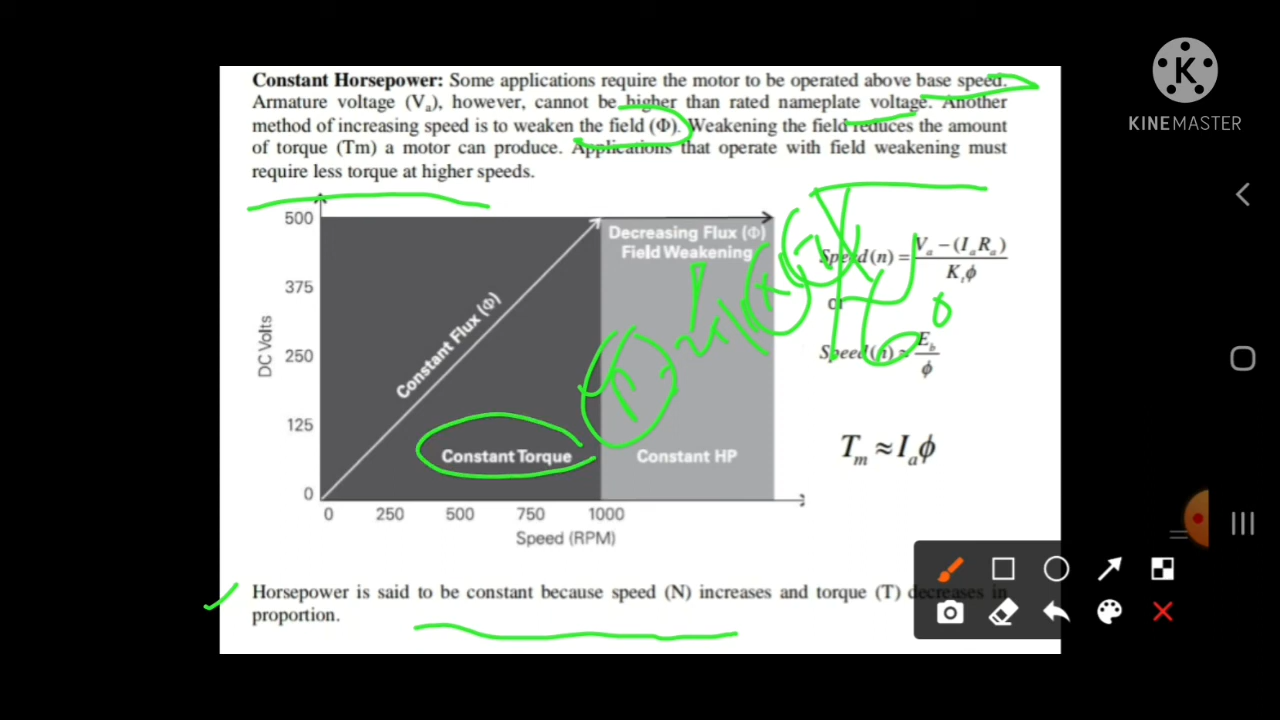 Constant Horsepower: Some applications require the motor to be operated above base speed.
Armature voltage (Va), however, cannot be higher than rated nameplate voltage. Another
method of increasing speed is to weaken the field (Φ). Weakening the field reduces the amount
of torque (Tm) a motor can produce. Applications that operate with field weakening must
require less torque at higher speeds.
K
KINEMASTER
500
375
250
125
0
DC Volts
Constant Flux (Φ)
Decreasing Flux (Φ)
Field Weakening
Constant Torque
Constant HP
0 250 500 750 1000
Speed (RPM)
Speed (n) = Va − (IaRa) / Ktϕ
or
Speed (n) ≈ Eb / ϕ
Tm ≈ Iaϕ
Horsepower is said to be constant because speed (N) increases and torque (T) decreases in
proportion.